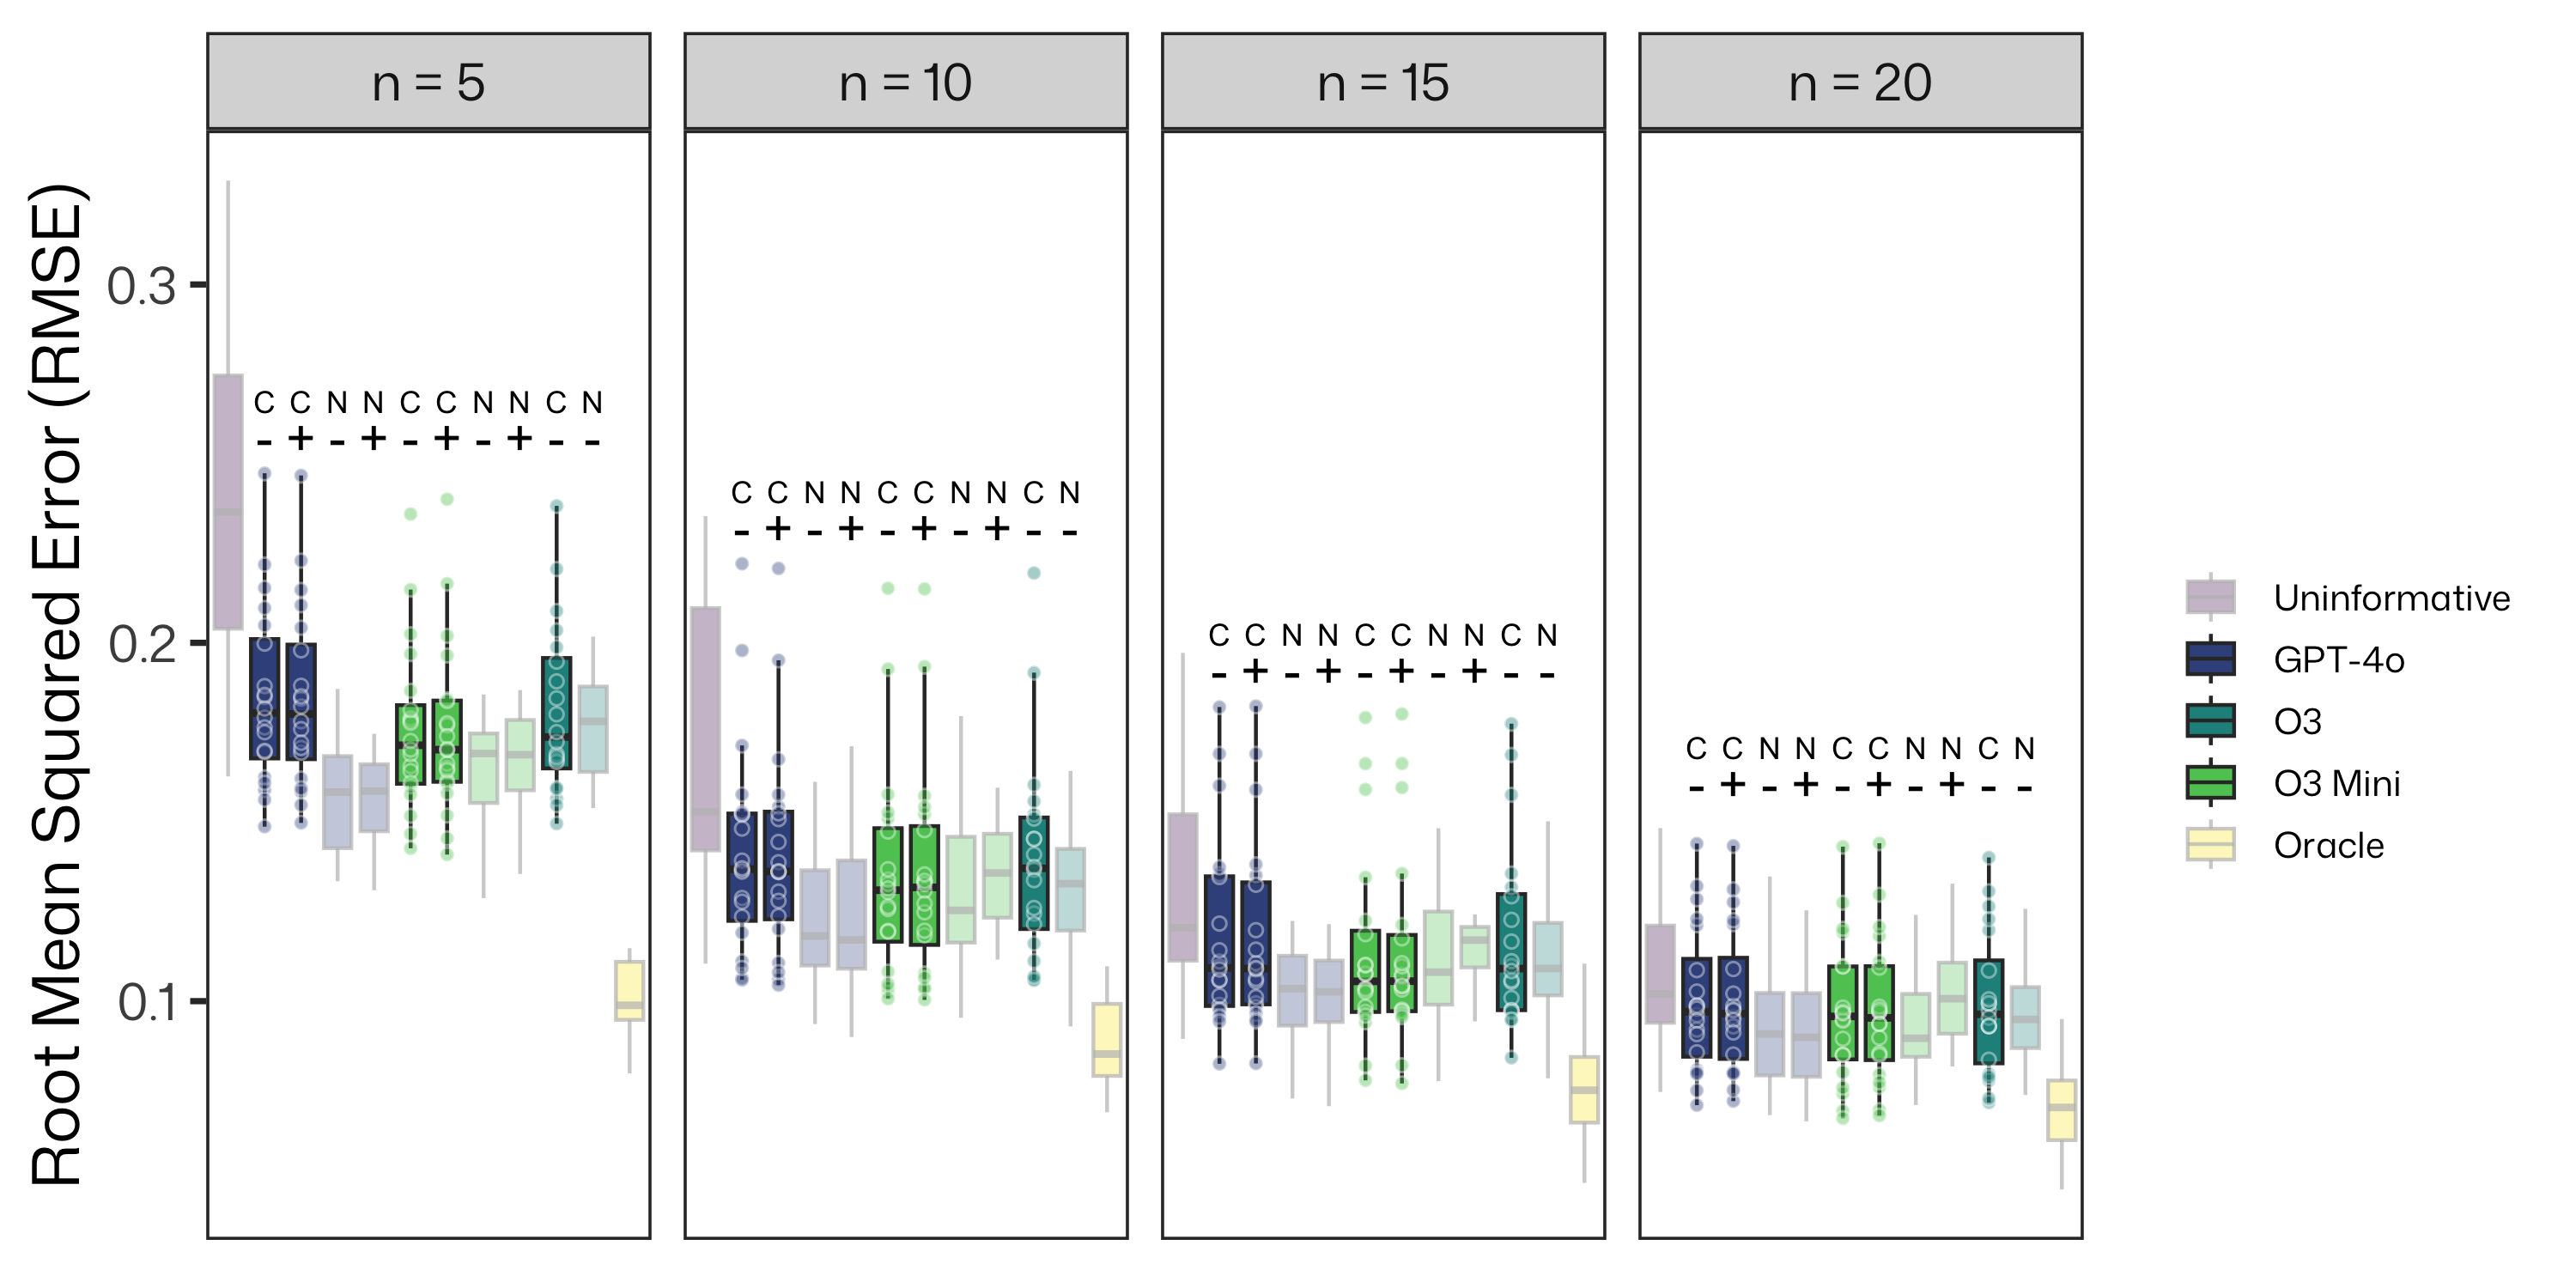 n = 5
n = 10
n = 15
n = 20
Root Mean Squared Error (RMSE)
0.3
0.2
0.1
C C N N C C N N C N
- + - + - + - + - -
C C N N C C N N C N
- + - + - + - + - -
C C N N C C N N C N
- + - + - + - + - -
C C N N C C N N C N
- + - + - + - + - -
Uninformative
GPT-4o
O3
O3 Mini
Oracle